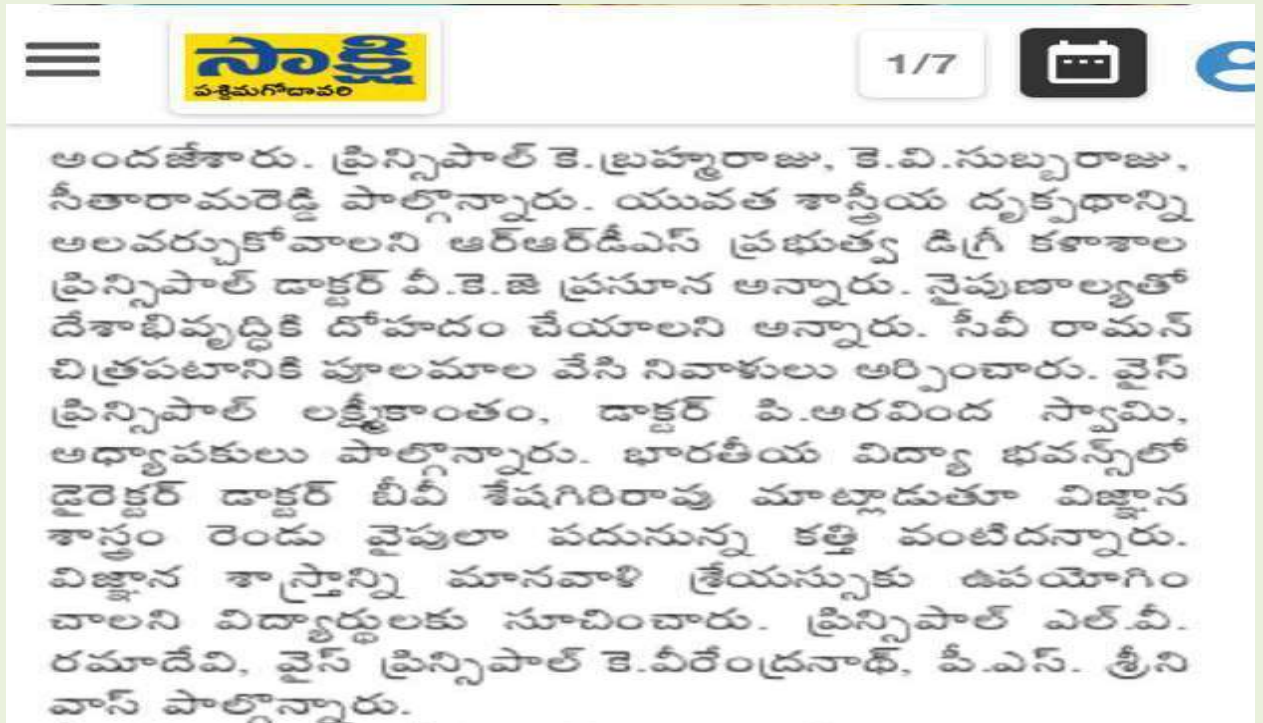 సాక్షి
పశ్చిమగోదావరి
1/7
అందజేశారు. ప్రిన్సిపాల్ కె.బ్రహ్మరాజు, కె.వి.సుబ్బరాజు,
సీతారామరెడ్డి పాల్గొన్నారు. యువత శాస్త్రీయ దృక్పథాన్ని
అలవర్చుకోవాలని ఆర్ఆర్డీఎస్ ప్రభుత్వ డిగ్రీ కళాశాల
ప్రిన్సిపాల్ డాక్టర్ వీ.కె.జె ప్రసూన అన్నారు. నైపుణాల్యతో
దేశాభివృద్ధికి దోహదం చేయాలని అన్నారు. సీవీ రామన్
చిత్రపటానికి పూలమాల వేసి నివాళులు అర్పించారు. వైస్
ప్రిన్సిపాల్ లక్ష్మీకాంతం, డాక్టర్ పి.అరవింద స్వామి,
అధ్యాపకులు పాల్గొన్నారు. భారతీయ విద్యా భవన్స్‌లో
డైరెక్టర్ డాక్టర్ బీవీ శేషగిరిరావు మాట్లాడుతూ విజ్ఞాన
శాస్త్రం రెండు వైపులా పదునున్న కత్తి వంటిదన్నారు.
విజ్ఞాన శాస్త్రాన్ని మానవాళి శ్రేయస్సుకు ఉపయోగిం
చాలని విద్యార్థులకు సూచించారు. ప్రిన్సిపాల్ ఎల్.వీ.
రమాదేవి, వైస్ ప్రిన్సిపాల్ కె.వీరేంద్రనాథ్, పీ.ఎస్. శ్రీని
వాస్ పాల్గొన్నారు.